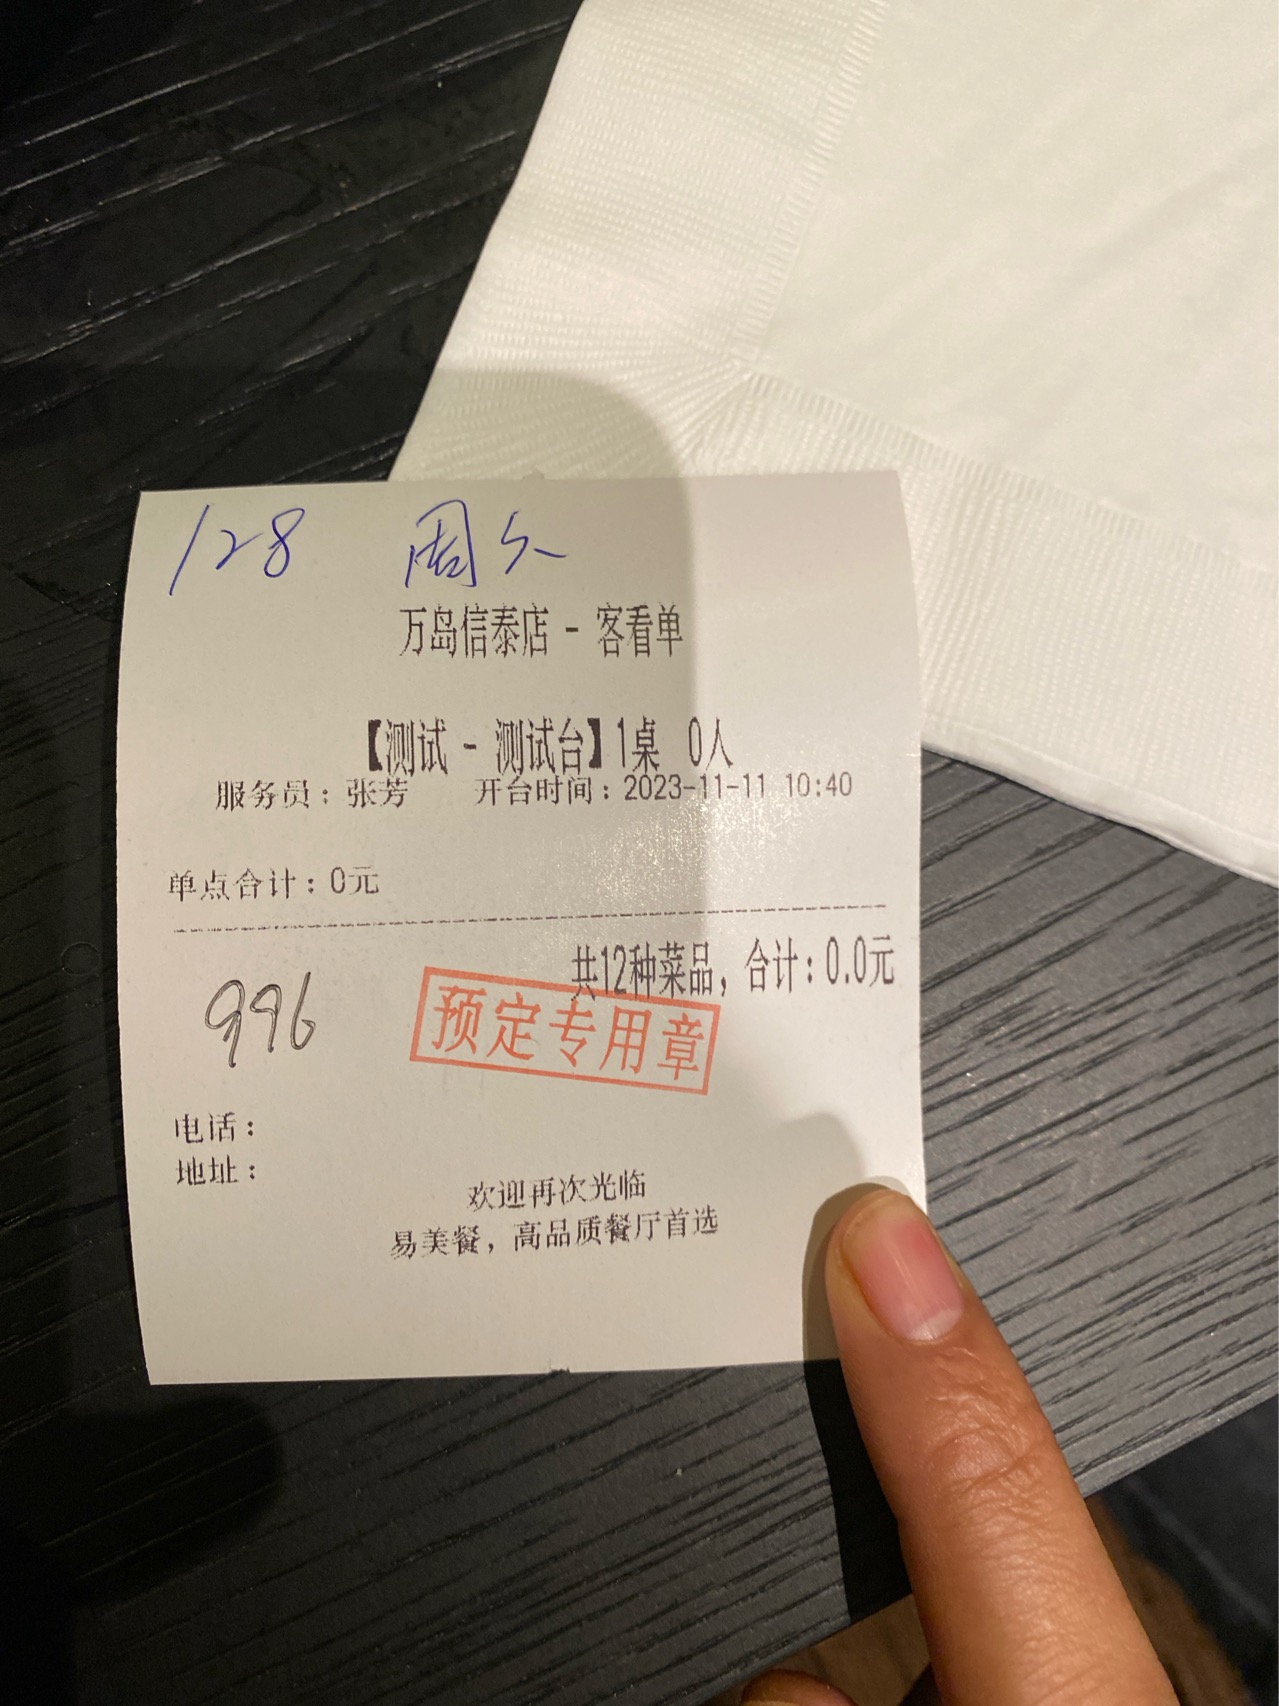 128 周久
万岛信泰店 - 客看单
【测试 - 测试台】1桌 0人
服务员：张芳 开台时间：2023-11-11 10:40
单点合计：0元
共12种菜品，合计：0.0元
996
预定专用章
电话：
地址：
欢迎再次光临
易美餐，高品质餐厅首选